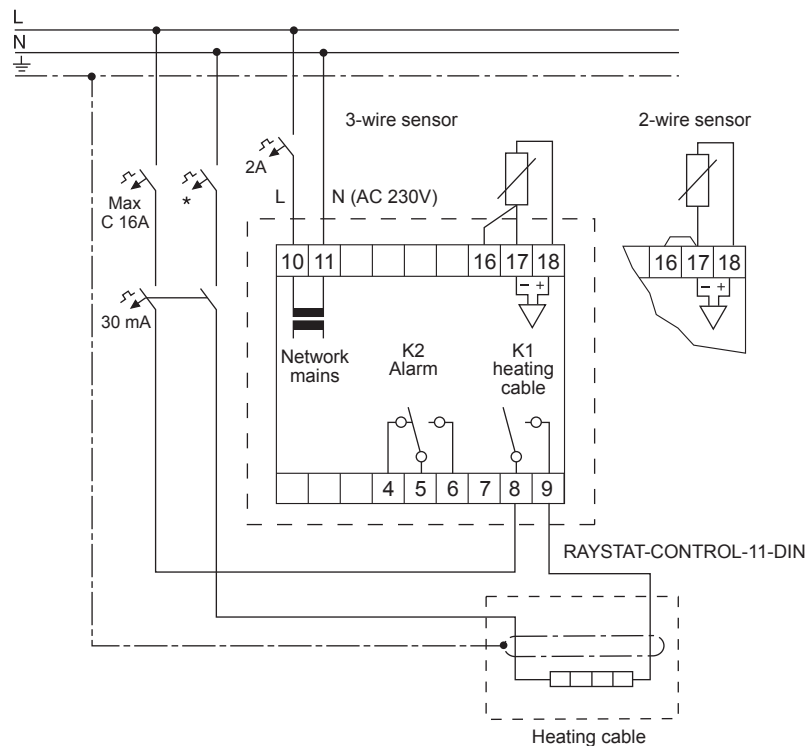 L
N
3-wire sensor
2-wire sensor
2A
Max
C 16A
*
L
N (AC 230V)
10 11 16 17 18
16 17 18
- +
- +
30 mA
Network
mains
K2
Alarm
K1
heating
cable
4 5 6 7 8 9
RAYSTAT-CONTROL-11-DIN
Heating cable